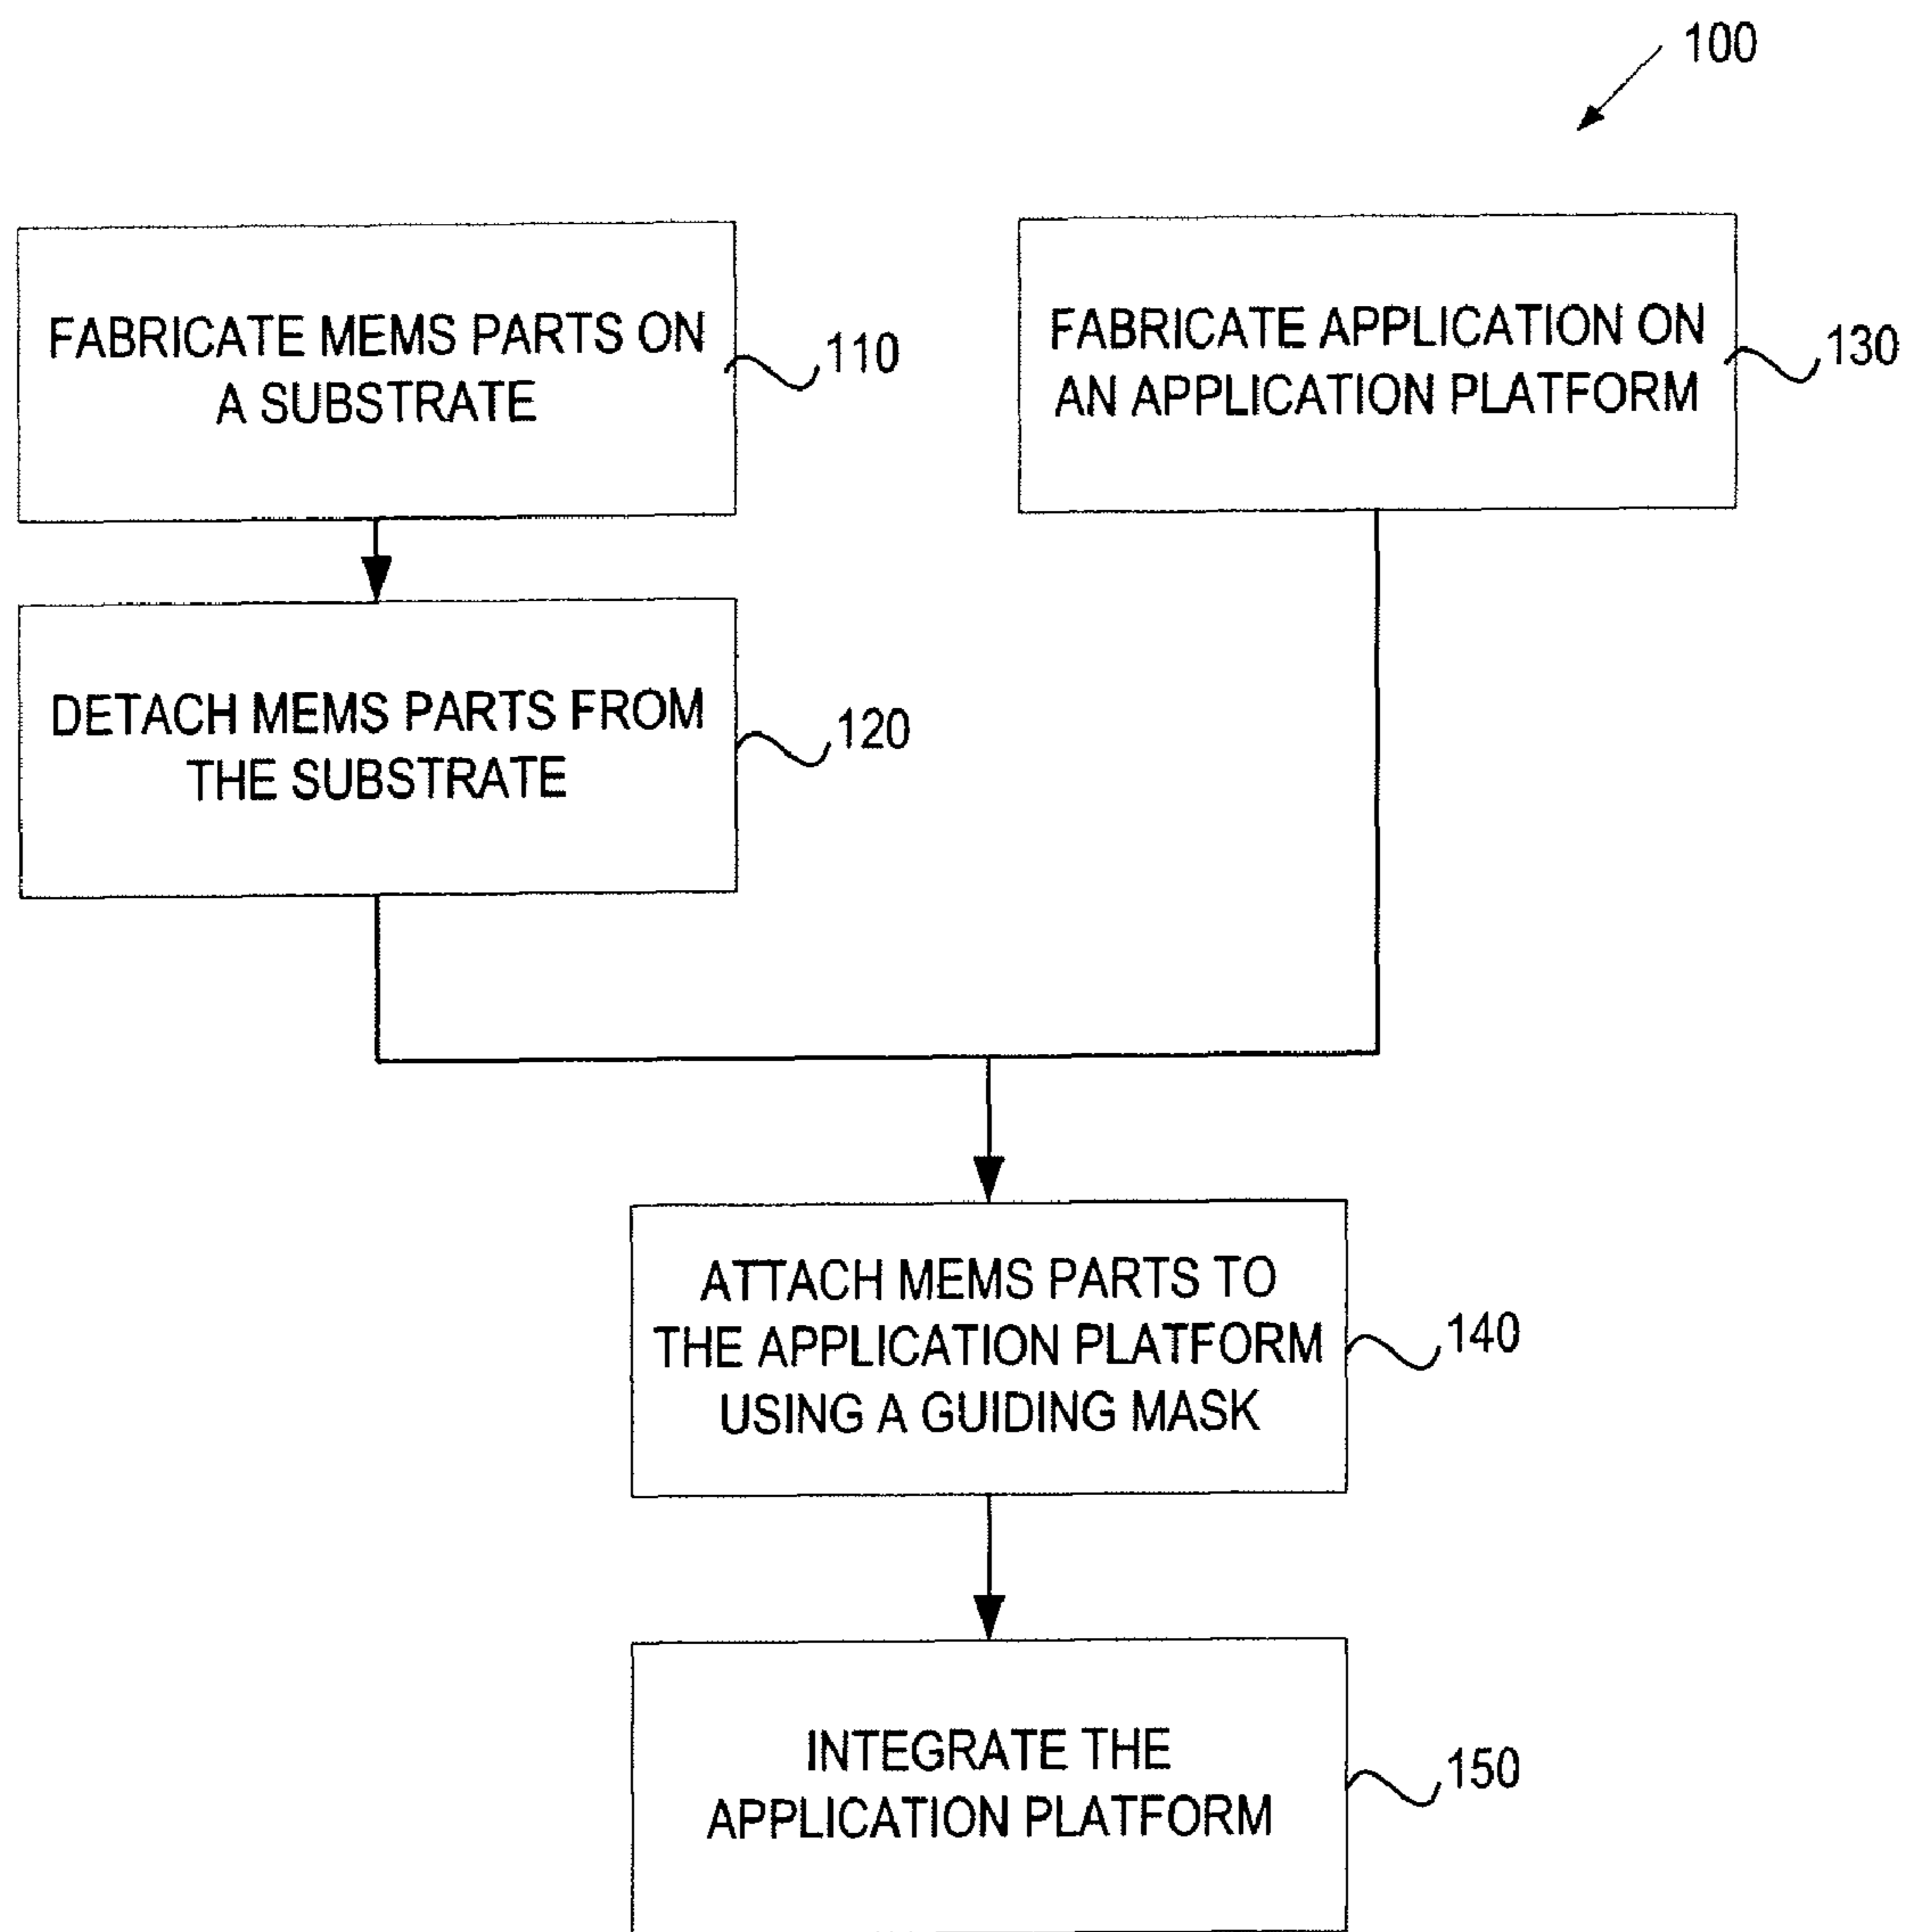 100
FABRICATE MEMS PARTS ON
A SUBSTRATE
110
FABRICATE APPLICATION ON
AN APPLICATION PLATFORM
130
DETACH MEMS PARTS FROM
THE SUBSTRATE
120
ATTACH MEMS PARTS TO
THE APPLICATION PLATFORM
USING A GUIDING MASK
140
INTEGRATE THE
APPLICATION PLATFORM
150